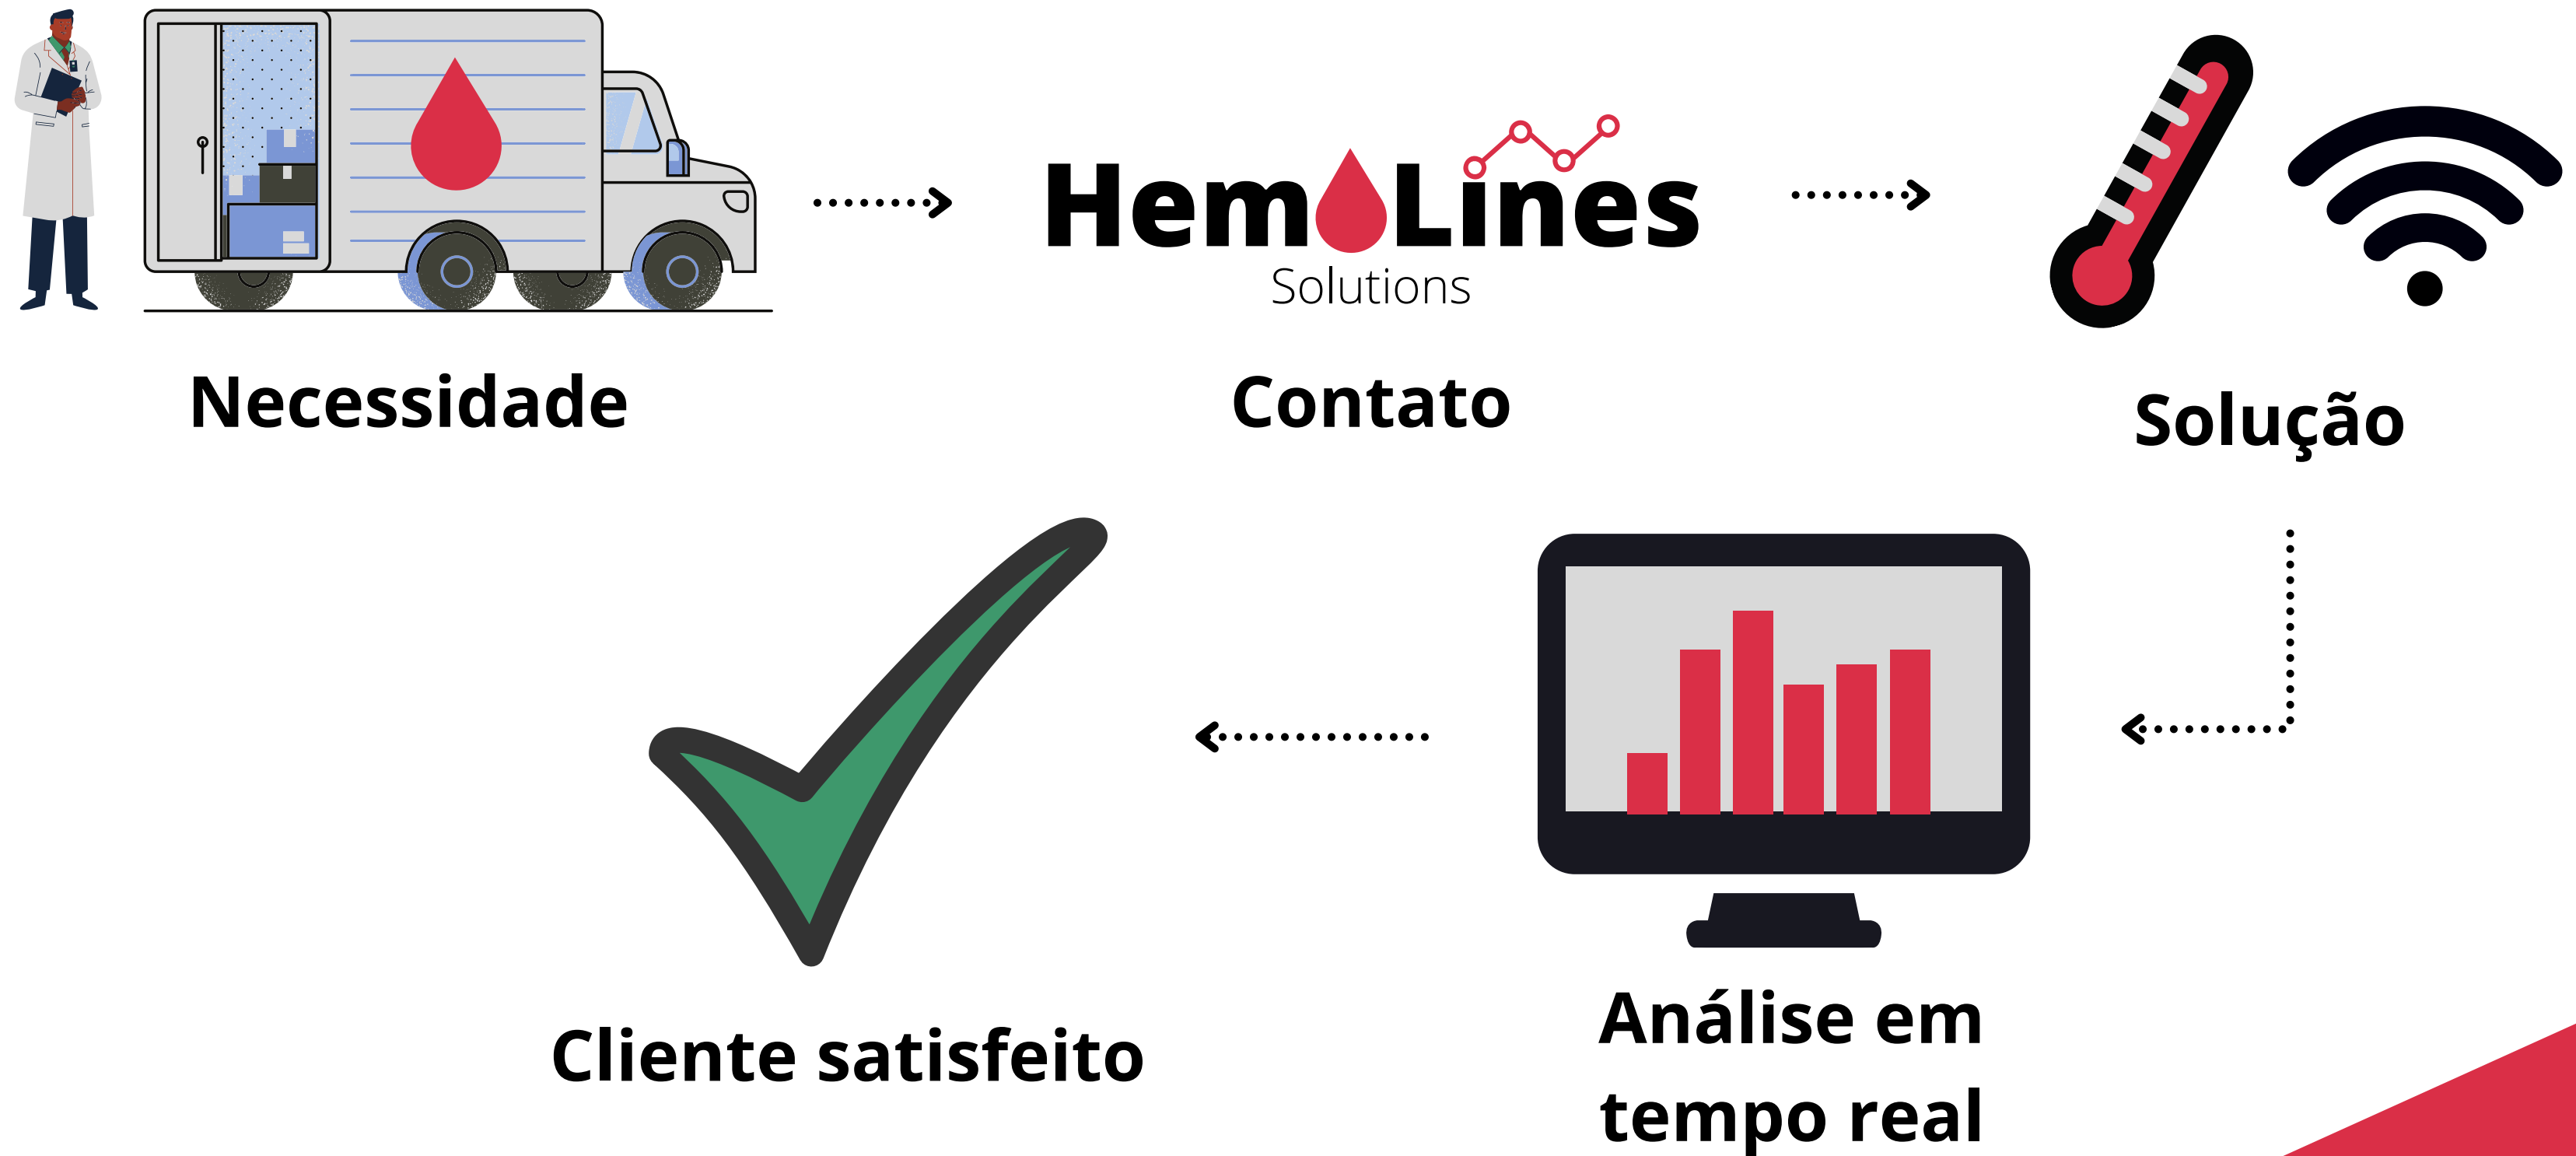 HemoLines
Solutions
Necessidade
Contato
Solução
Análise em
tempo real
Cliente satisfeito